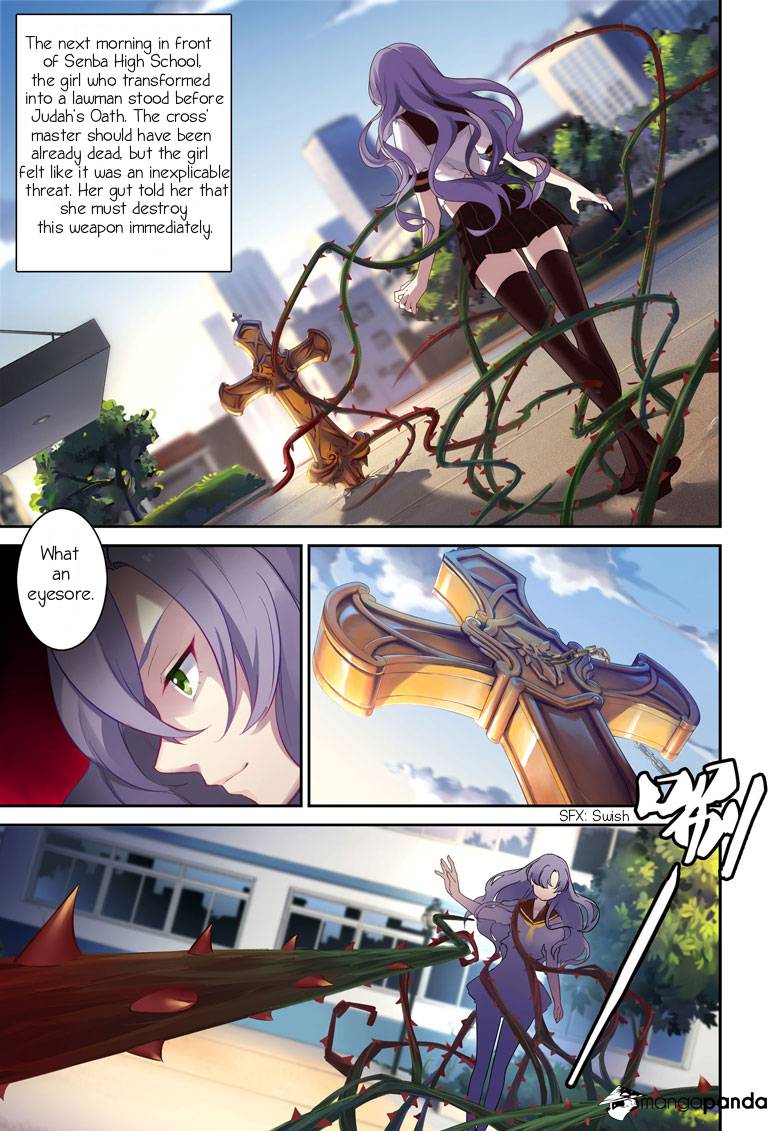 The next morning in front
of Senba High School,
the girl who transformed
into a lawman stood before
Judah's Oath. The cross'
master should have been
already dead, but the girl
felt like it was an inexplicable
threat. Her gut told her that
she must destroy
this weapon immediately.
What
an
eyesore.
SFX: Swish
唰
mangapanda